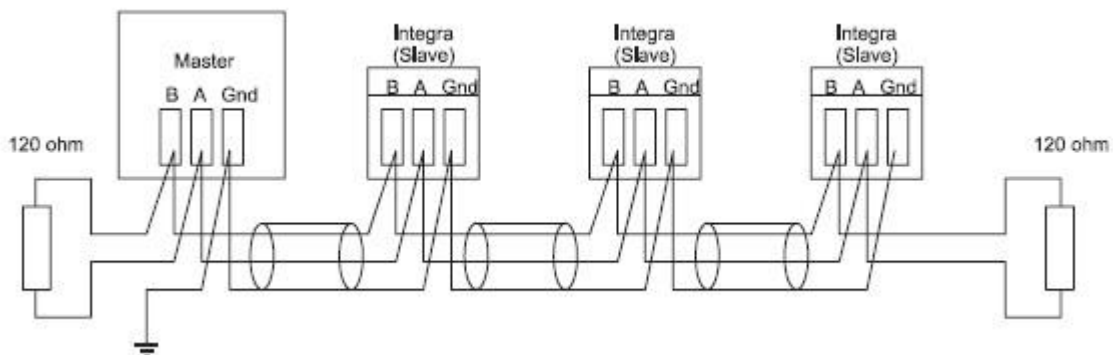 Master
B A Gnd
Integra
(Slave)
B A Gnd
Integra
(Slave)
B A Gnd
Integra
(Slave)
B A Gnd
120 ohm
120 ohm